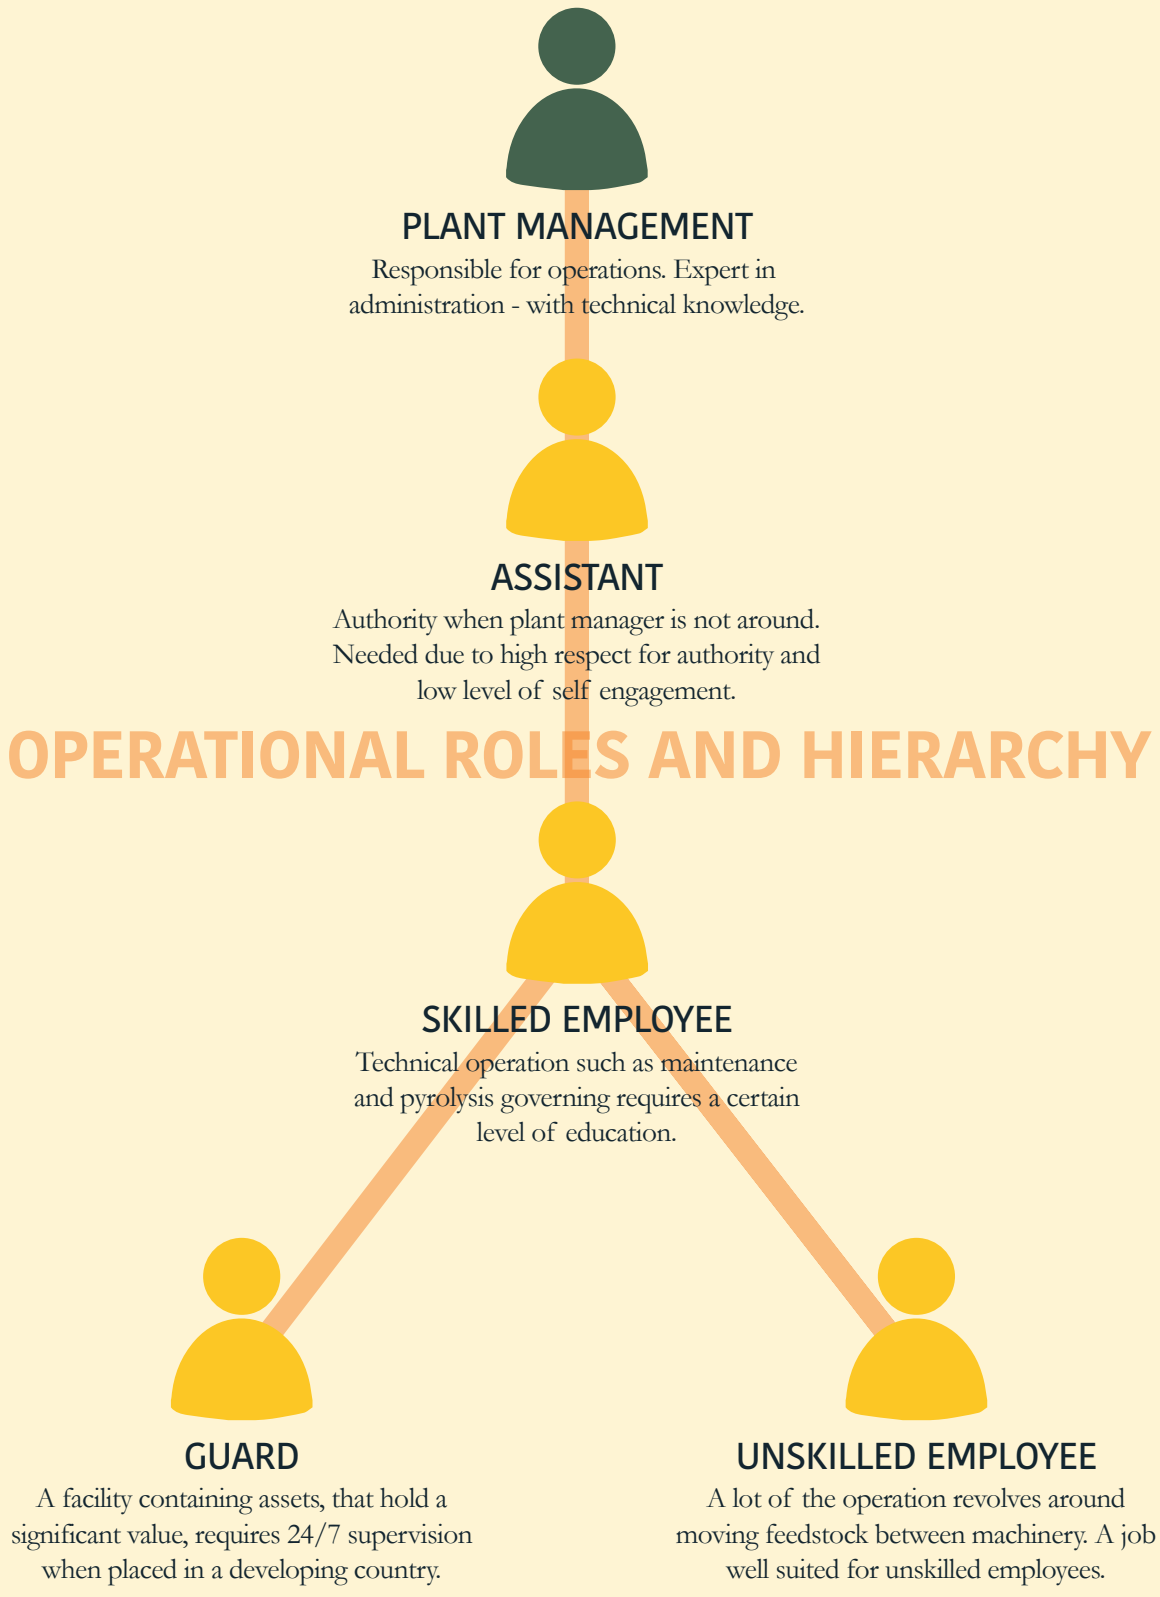 PLANT MANAGEMENT
Responsible for operations. Expert in
administration - with technical knowledge.
ASSISTANT
Authority when plant manager is not around.
Needed due to high respect for authority and
low level of self engagement.
OPERATIONAL ROLES AND HIERARCHY
SKILLED EMPLOYEE
Technical operation such as maintenance
and pyrolysis governing requires a certain
level of education.
GUARD
A facility containing assets, that hold a
significant value, requires 24/7 supervision
when placed in a developing country.
UNSKILLED EMPLOYEE
A lot of the operation revolves around
moving feedstock between machinery. A job
well suited for unskilled employees.